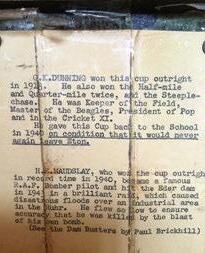 G.K.DUNNING won this cup outright
in 1913. He also won the Half-mile
and Quarter-mile twice, and the Steeple-
chase. He was Keeper of the Field,
Master of the Beagles, President of Pop
and in the Cricket XI.
He gave this Cup back to the School
in 1940 on condition that it would never
again leave Eton.
H.E. MAUDSLAY, who won the cup outright
in record time in 1940, became a famous
R.A.F. Bomber pilot and hit the Eder dam
in 194 in a brilliant raid, which caused
disastrous floods over an industrial area
in the Ruhr. He flew so low to ensure
accuracy that he was killed by the blast
of his own bomb.
(See the Dam Busters by Paul Brickhill)